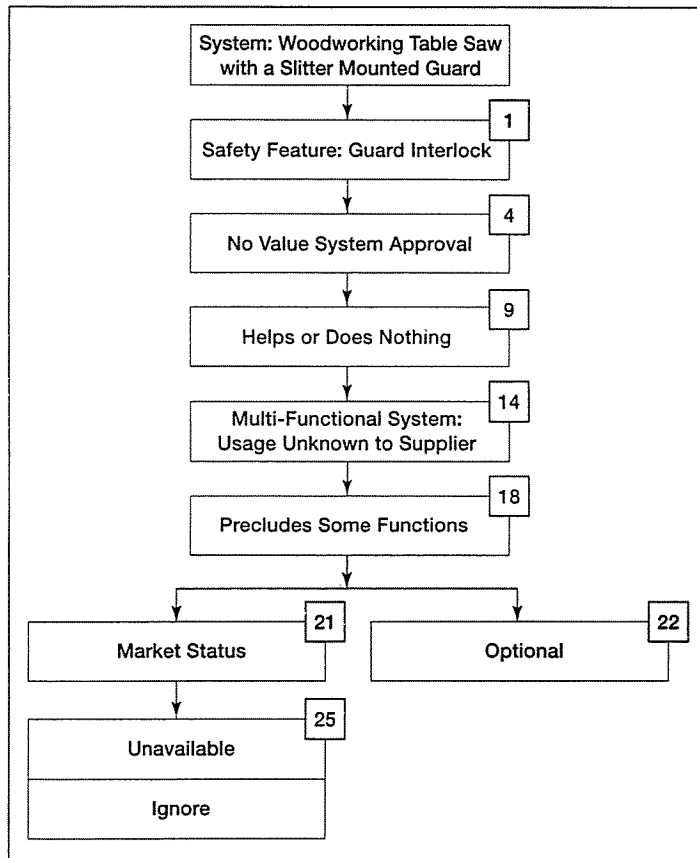 System: Woodworking Table Saw
with a Slitter Mounted Guard
1
Safety Feature: Guard Interlock
4
No Value System Approval
9
Helps or Does Nothing
14
Multi-Functional System:
Usage Unknown to Supplier
18
Precludes Some Functions
21
Market Status
22
Optional
25
Unavailable
Ignore